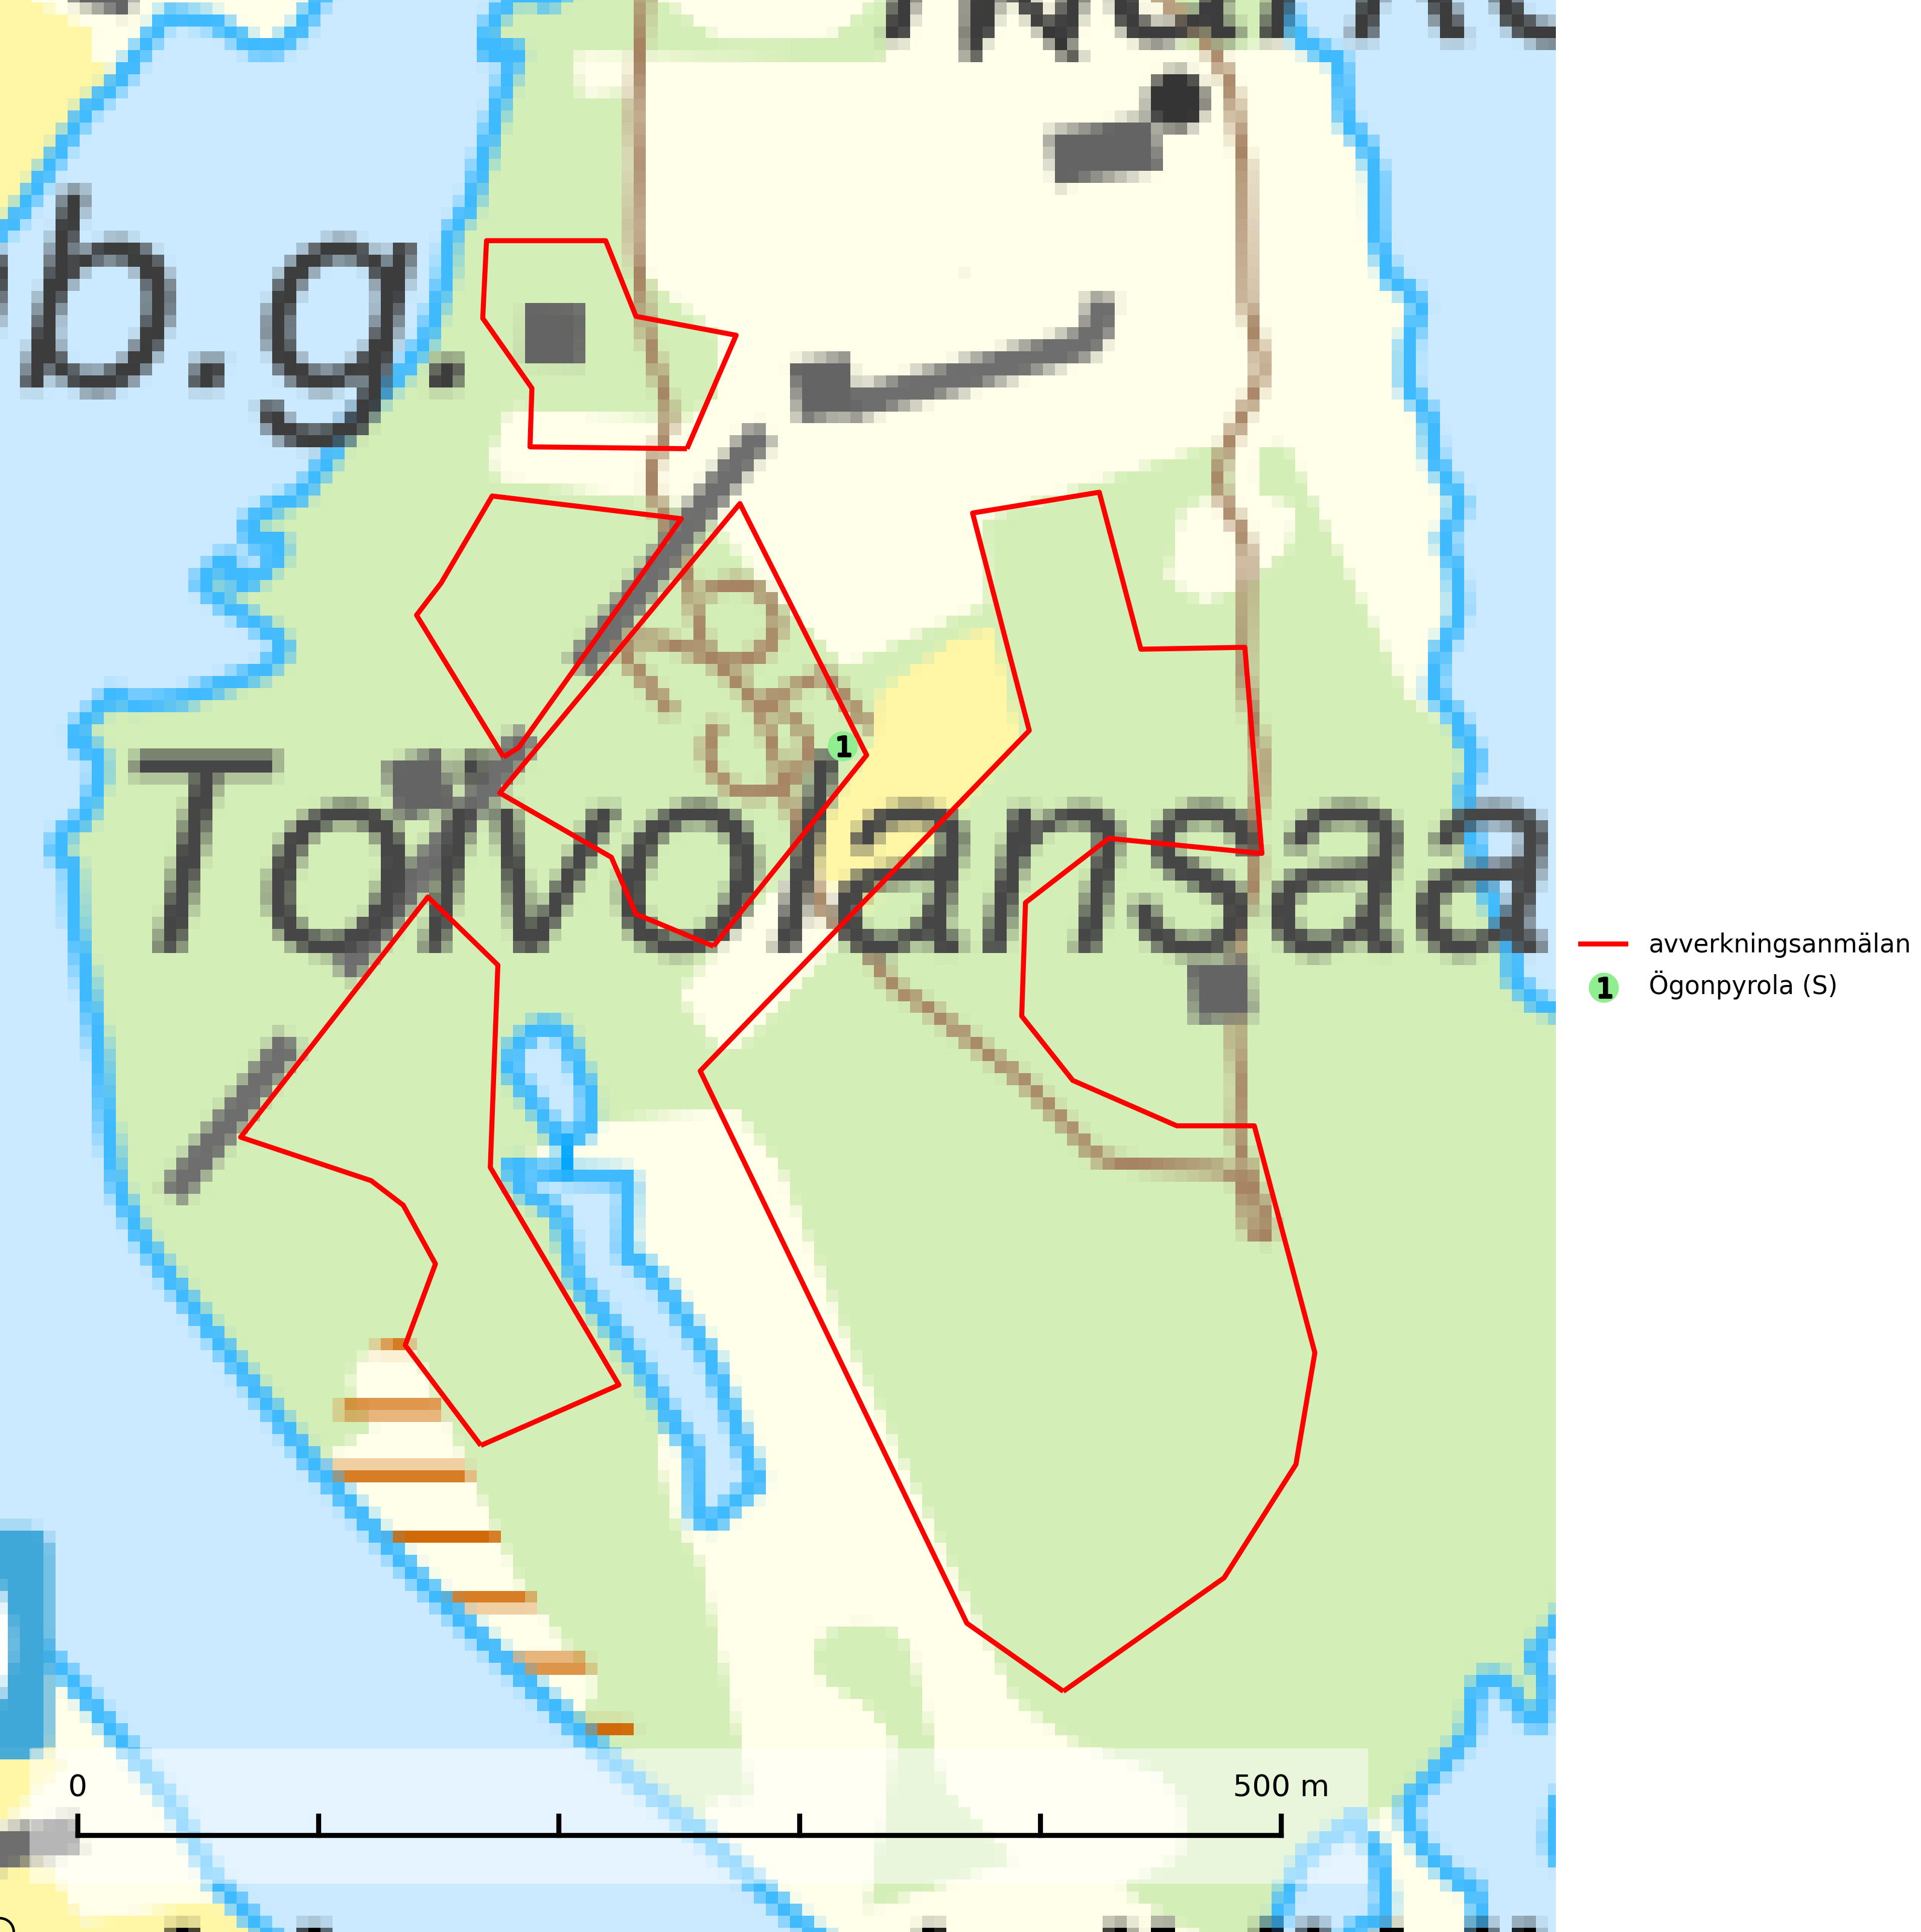 b.g.
1
Torvolansaa
avverkningsanmälan
1 Ögonpyrola (S)
0 500 m